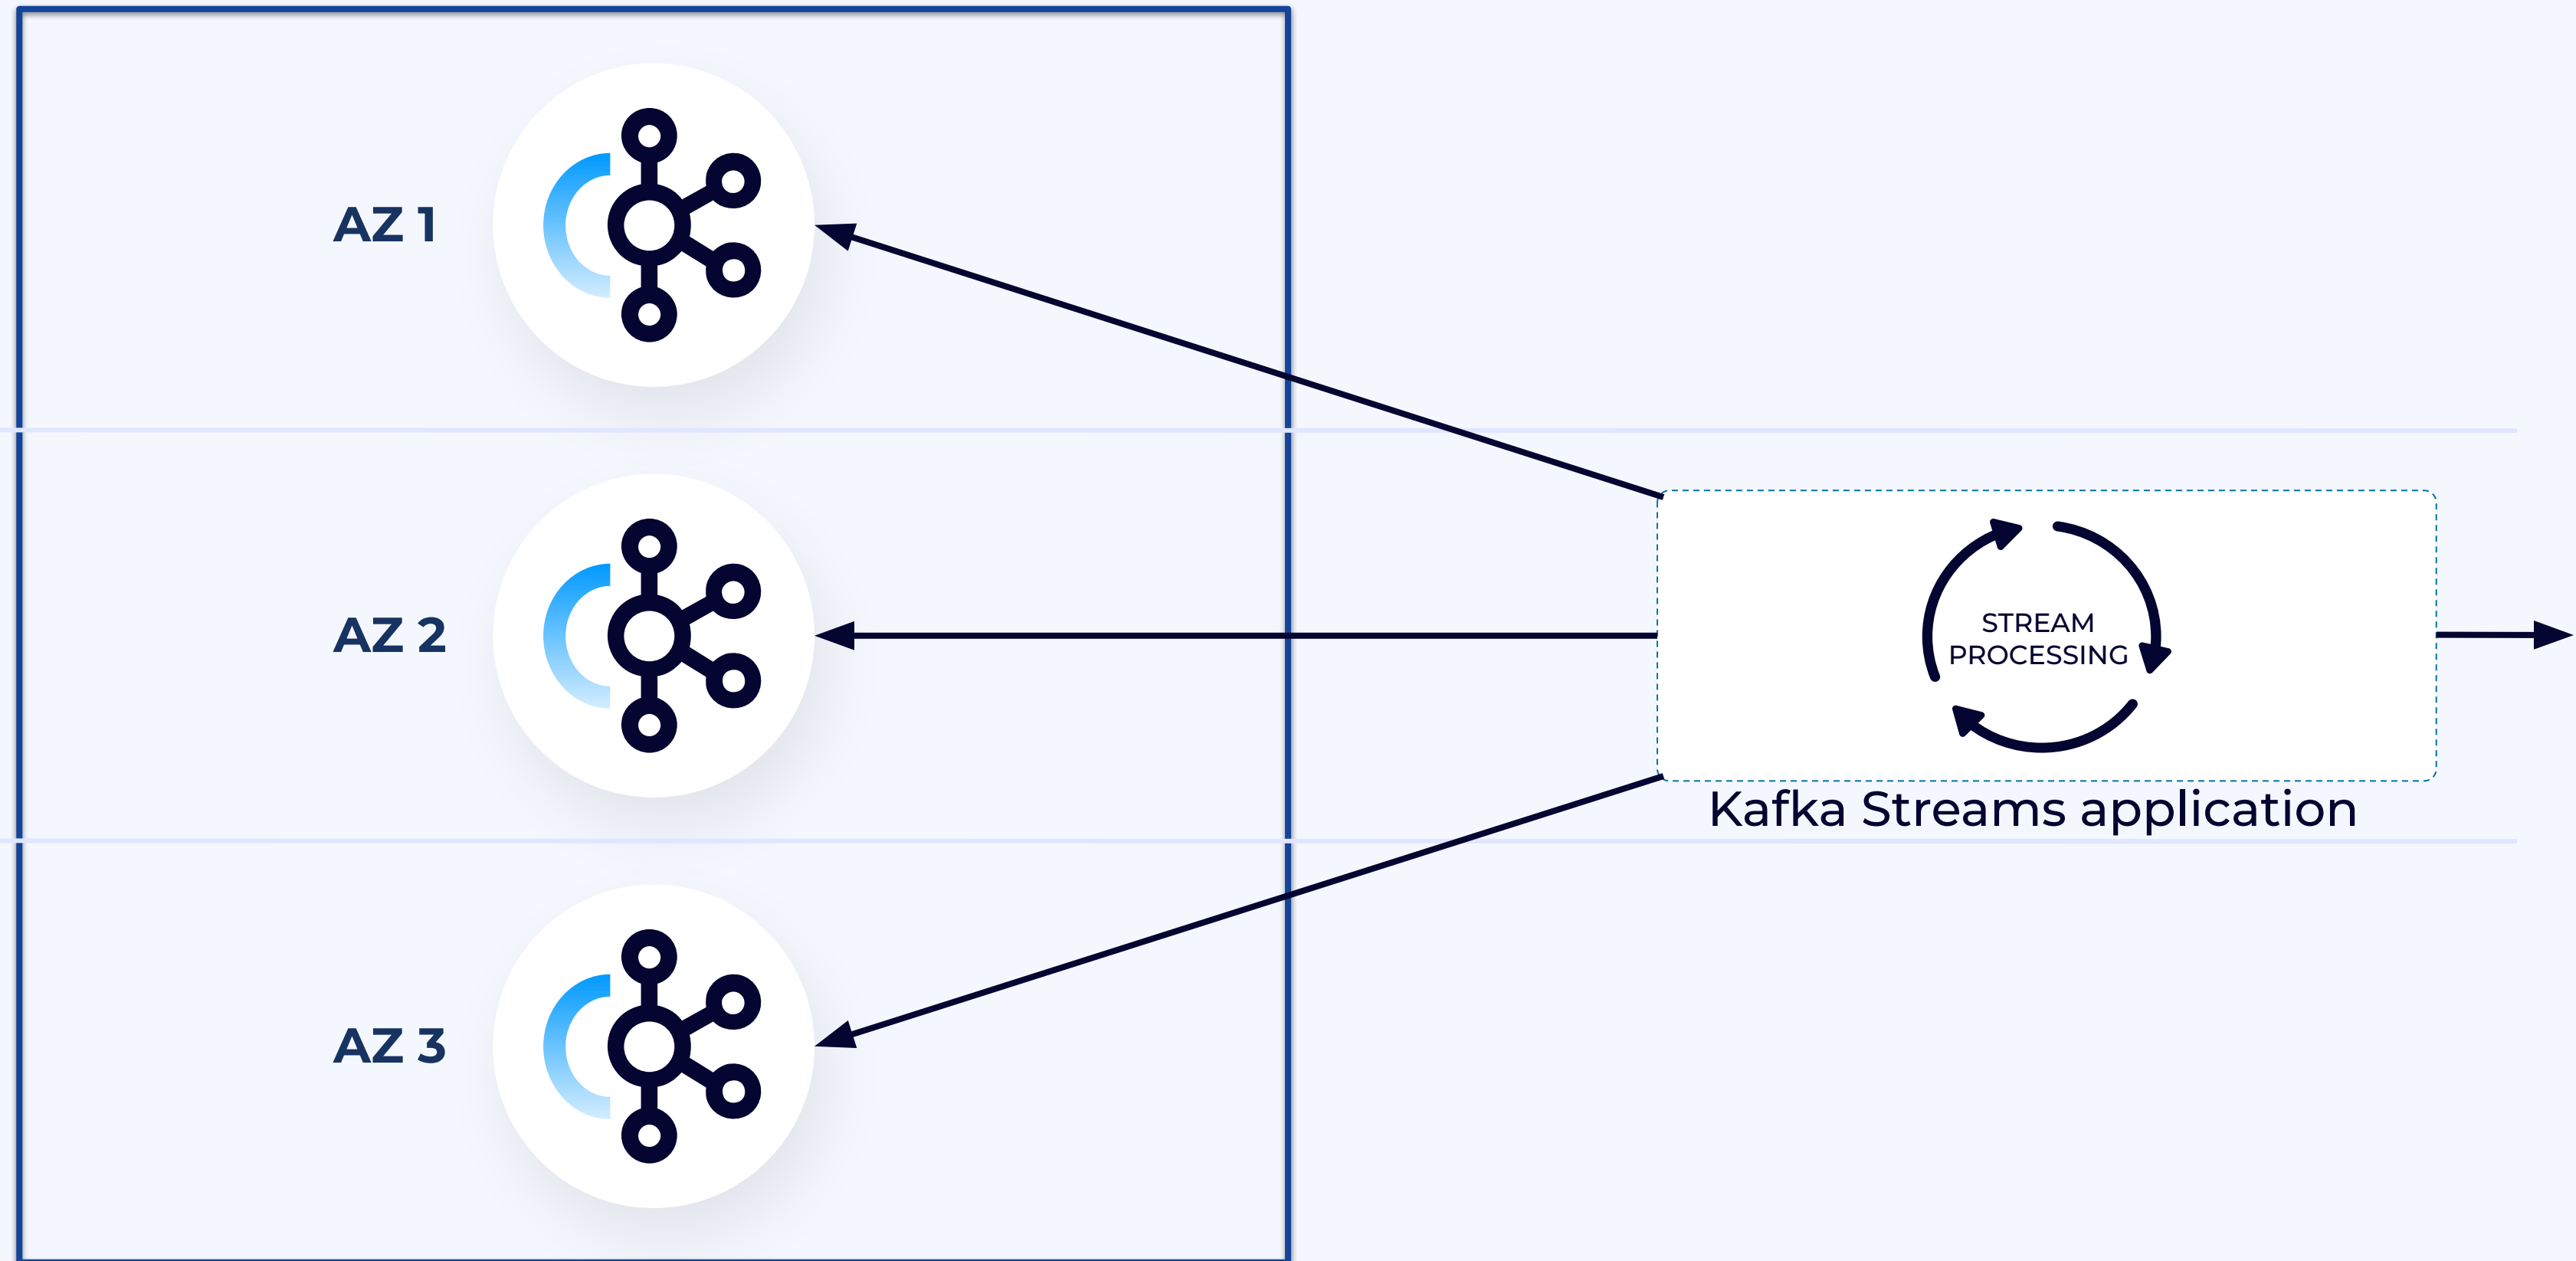 AZ 1
AZ 2
STREAM
PROCESSING
Kafka Streams application
AZ 3